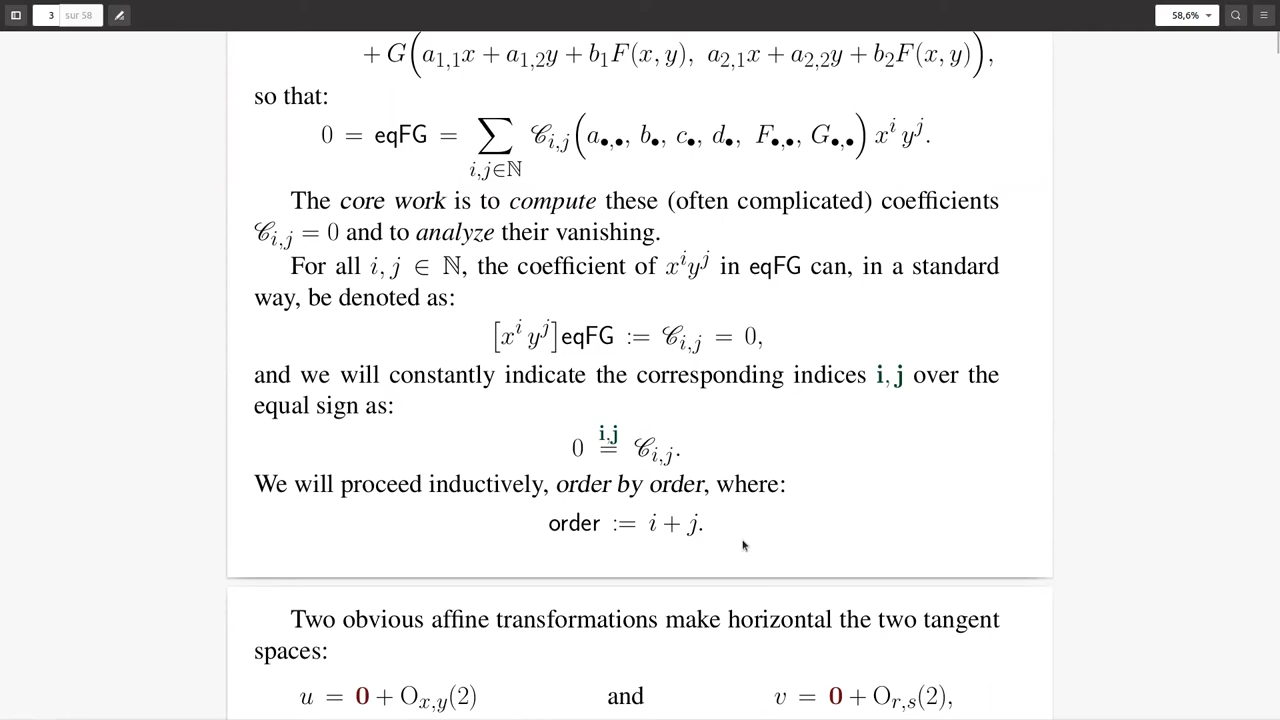 3 sur 58
58,6%
+ G(a_{1,1}x + a_{1,2}y + b_1F(x, y), a_{2,1}x + a_{2,2}y + b_2F(x, y)),
so that:
0 = eqFG = ∑_{i,j∈ℕ} 𝒞_{i,j}(a_{•,•}, b_•, c_•, d_•, F_{•,•}, G_{•,•}) x^i y^j.
The core work is to compute these (often complicated) coefficients
𝒞_{i,j} = 0 and to analyze their vanishing.
For all i, j ∈ ℕ, the coefficient of x^i y^j in eqFG can, in a standard
way, be denoted as:
[x^i y^j]eqFG := 𝒞_{i,j} = 0,
and we will constantly indicate the corresponding indices i, j over the
equal sign as:
i,j
0 = 𝒞_{i,j}.
We will proceed inductively, order by order, where:
order := i + j.
Two obvious affine transformations make horizontal the two tangent
spaces:
u = 0 + O_{x,y}(2) and v = 0 + O_{r,s}(2),